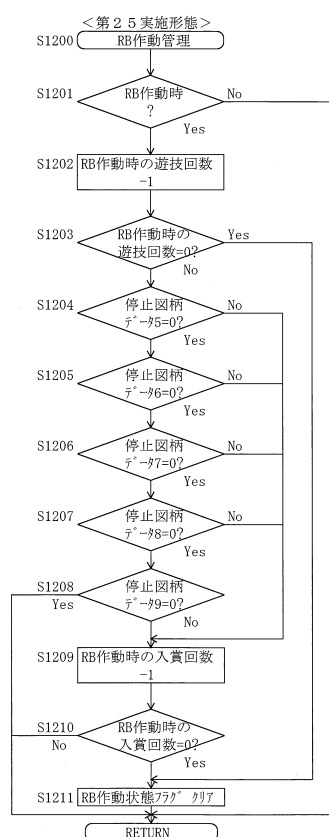 <第25実施形態>
S1200 RB作動管理
S1201 RB作動時 No
?
Yes
S1202 RB作動時の遊技回数
-1
S1203 RB作動時の Yes
遊技回数=0?
No
S1204 停止図柄 No
データ5=0?
Yes
S1205 停止図柄 No
データ6=0?
Yes
S1206 停止図柄 No
データ7=0?
Yes
S1207 停止図柄 No
データ8=0?
Yes
S1208 停止図柄
Yes データ9=0?
No
S1209 RB作動時の入賞回数
-1
S1210 RB作動時の
No 入賞回数=0?
Yes
S1211 RB作動状態フラグ クリア
RETURN